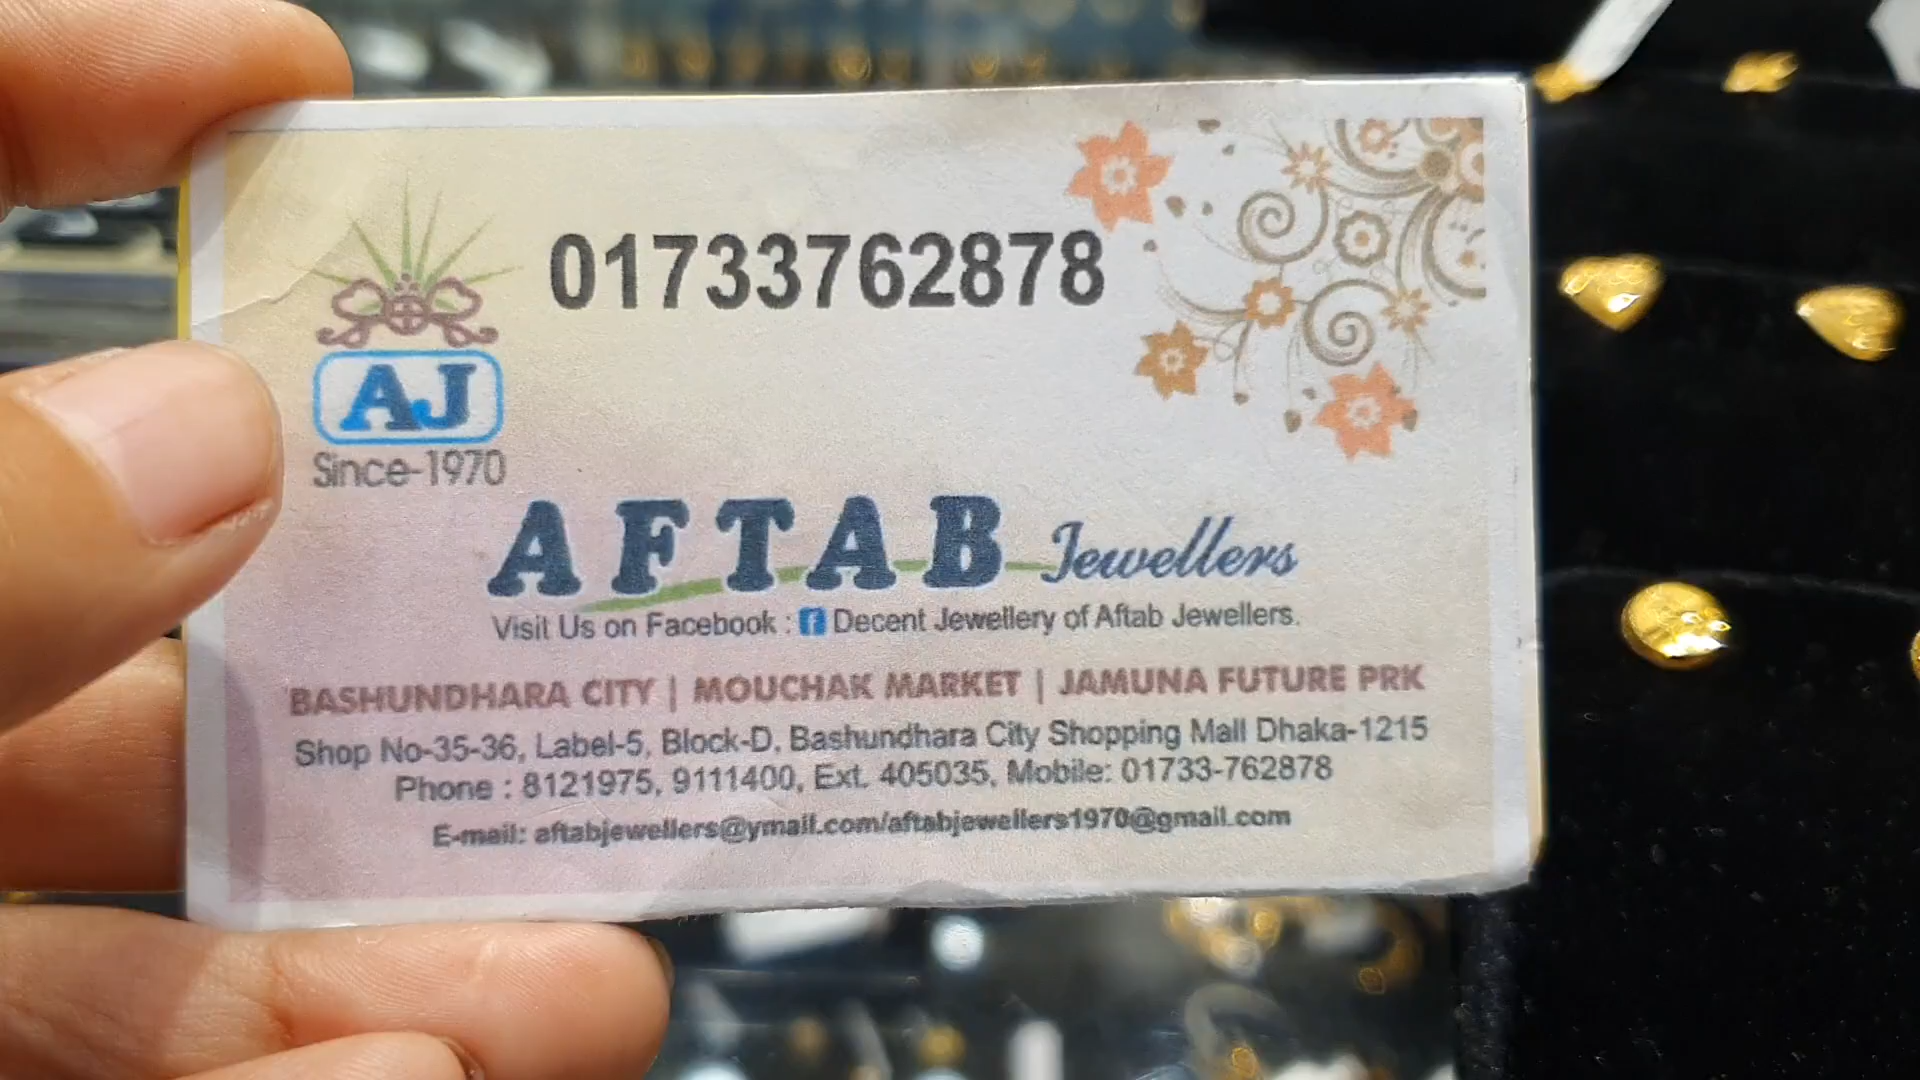 01733762878
AJ
Since-1970
AFTAB Jewellers
Visit Us on Facebook : f Decent Jewellery of Aftab Jewellers.
BASHUNDHARA CITY | MOUCHAK MARKET | JAMUNA FUTURE PRK
Shop No-35-36, Label-5, Block-D, Bashundhara City Shopping Mall Dhaka-1215
Phone : 8121975, 9111400, Ext. 405035, Mobile: 01733-762878
E-mail: aftabjewellers@ymail.com/aftabjewellers1970@gmail.com